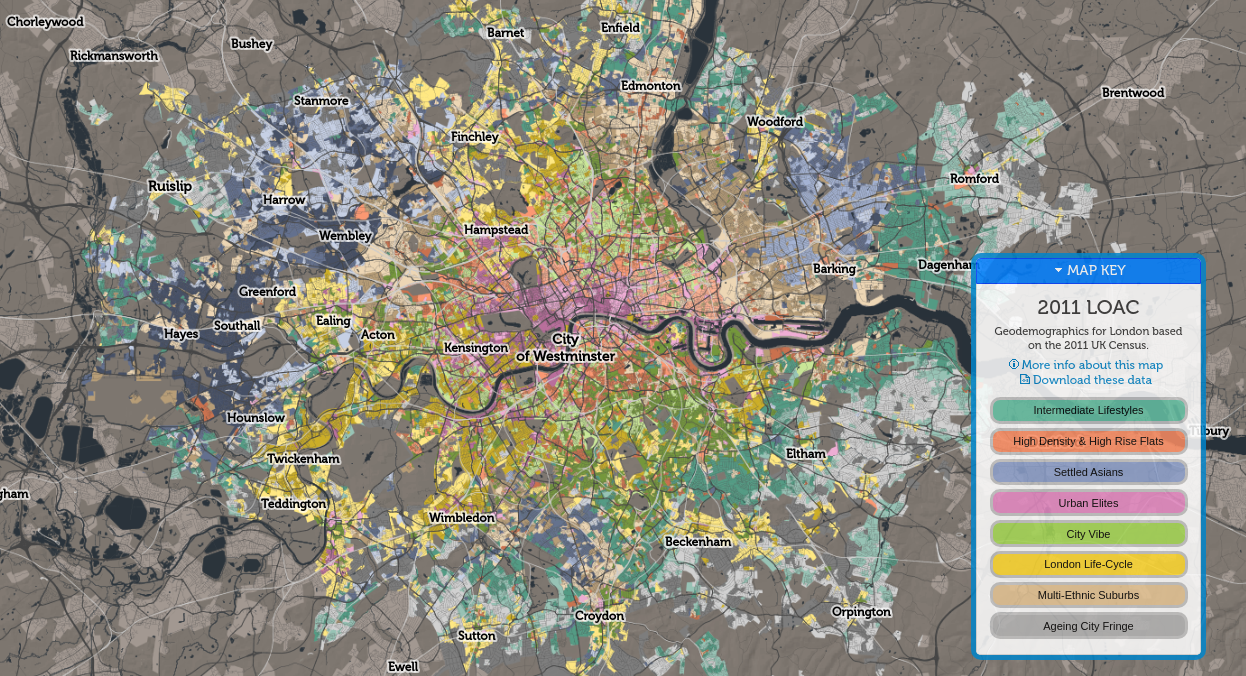 Chorleywood
Rickmansworth
Bushey
Barnet
Enfield
Stanmore
Edmonton
Brentwood
Finchley
Woodford
Ruislip
Harrow
Romford
Wembley
Hampstead
Barking
Dagenham
Greenford
Hayes
Southall
Ealing
Acton
Kensington
City
of Westminster
Hounslow
Twickenham
Teddington
Wimbledon
Eltham
Beckenham
Croydon
Sutton
Orpington
Ewell
gham
Tilbury
MAP KEY
2011 LOAC
Geodemographics for London based
on the 2011 UK Census.
More info about this map
Download these data
Intermediate Lifestyles
High Density & High Rise Flats
Settled Asians
Urban Elites
City Vibe
London Life-Cycle
Multi-Ethnic Suburbs
Ageing City Fringe